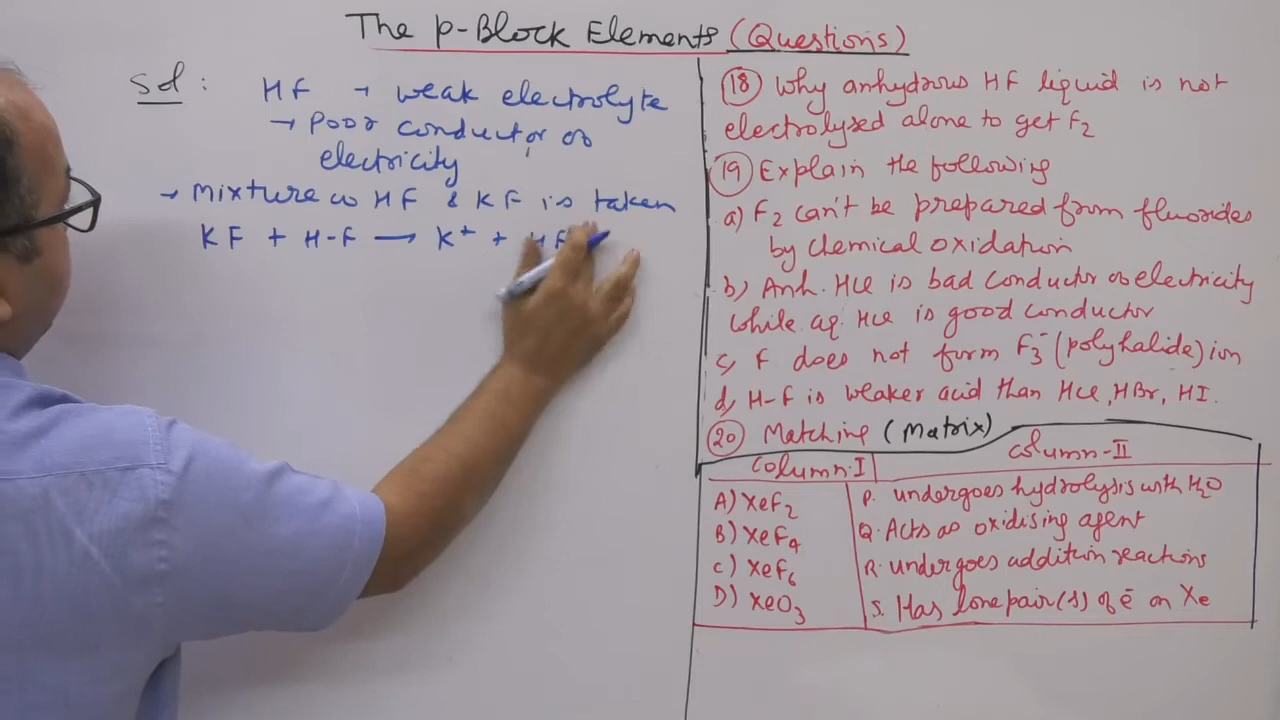 The p-Block Elements (Questions)
Sol :
HF → weak electrolyte
→ Poor conductor of
electricity
→ Mixture of HF & KF is taken
KF + H-F → K+ + HF
(18) Why anhydrous HF liquid is not
electrolysed alone to get F2
(19) Explain the following
a) F2 can't be prepared from fluorides
by chemical oxidation
b) Anh. HCl is bad conductor of electricity
while aq. HCl is good conductor
c) F does not form F3- (polyhalide) ion
d) H-F is weaker acid than HCl, HBr, HI.
(20) Matching (Matrix)
Column-I Column-II
A) XeF2 P. undergoes hydrolysis with H2O
B) XeF4 Q. Acts as oxidising agent
C) XeF6 R. undergoes addition reactions
D) XeO3 S. Has lone pair(s) of ē on Xe